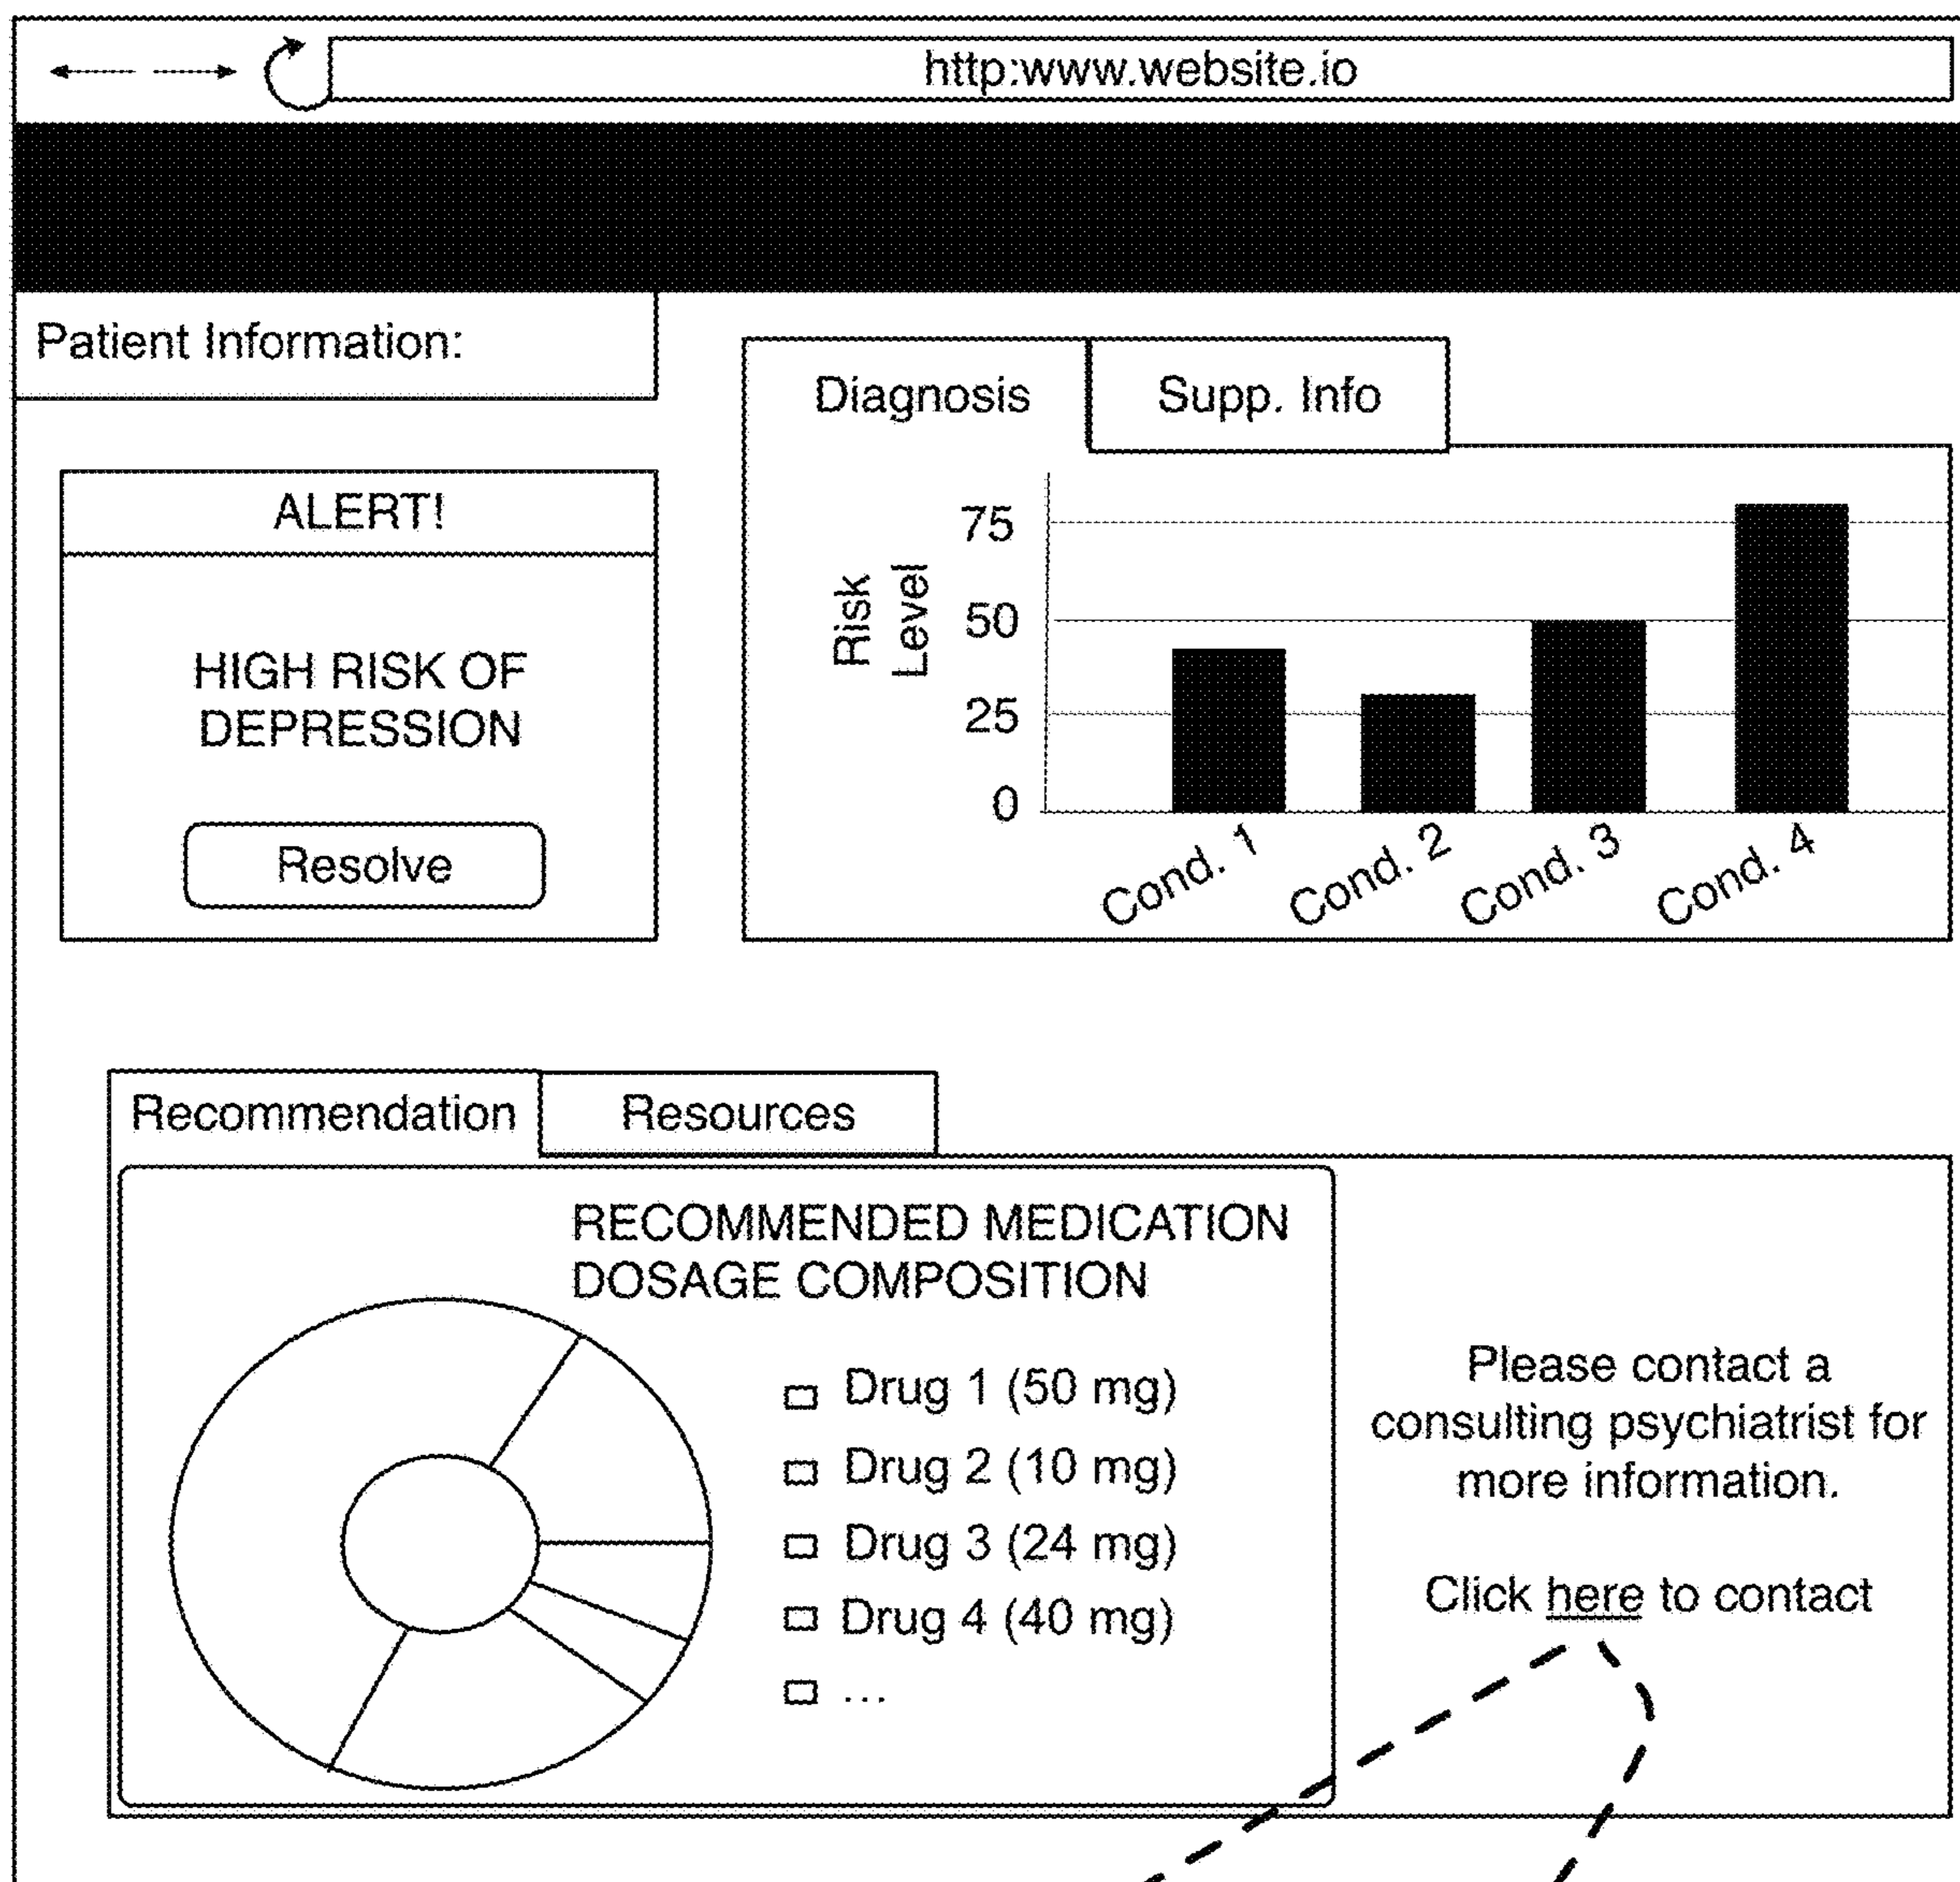 http:www.website.io
Patient Information:
ALERT!
HIGH RISK OF
DEPRESSION
Resolve
Diagnosis
Supp. Info
Risk
Level
75
50
25
0
Cond. 1
Cond. 2
Cond. 3
Cond. 4
Recommendation
Resources
RECOMMENDED MEDICATION
DOSAGE COMPOSITION
Drug 1 (50 mg)
Drug 2 (10 mg)
Drug 3 (24 mg)
Drug 4 (40 mg)
...
Please contact a
consulting psychiatrist for
more information.
Click here to contact